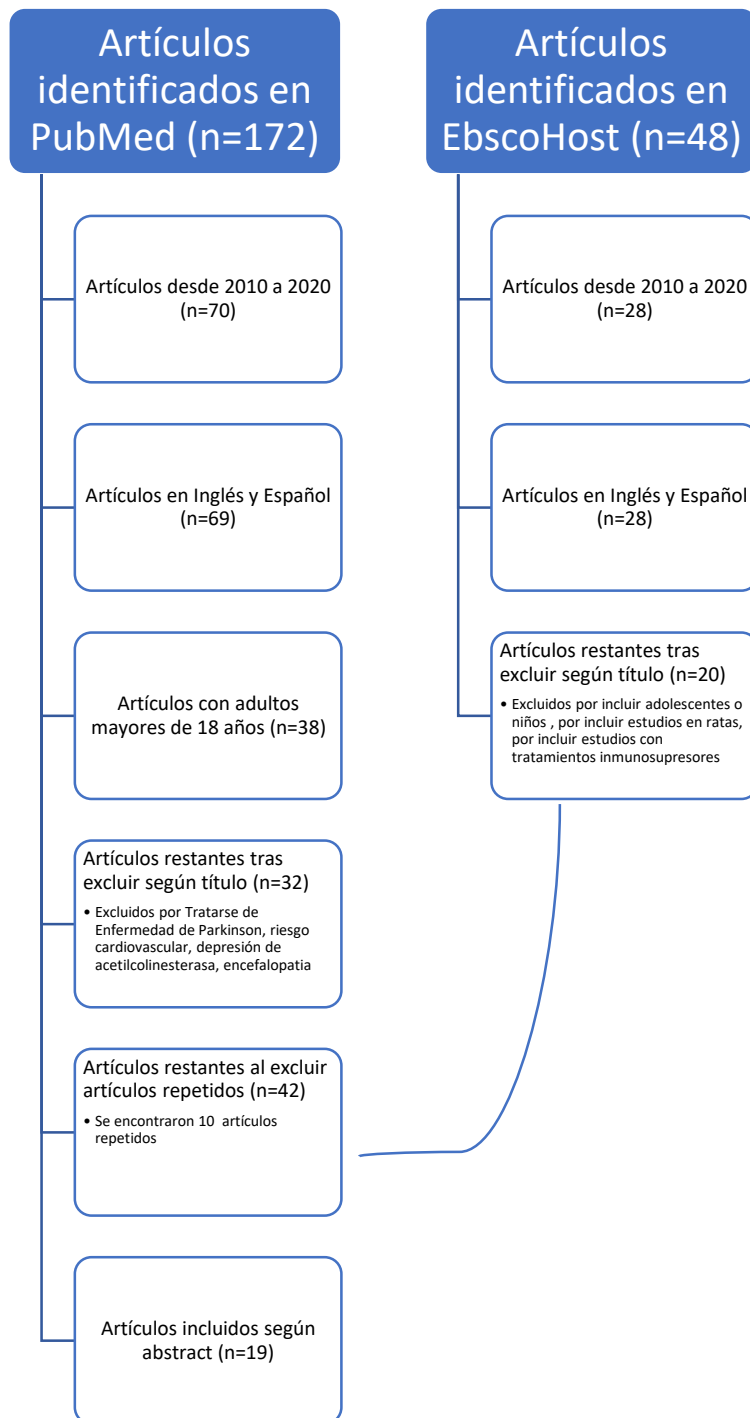 Artículos
identificados en
PubMed (n=172)
Artículos desde 2010 a 2020
(n=70)
Artículos en Inglés y Español
(n=69)
Artículos con adultos
mayores de 18 años (n=38)
Artículos restantes tras
excluir según título (n=32)
• Excluidos por Tratarse de
Enfermedad de Parkinson, riesgo
cardiovascular, depresión de
acetilcolinesterasa, encefalopatia
Artículos restantes al excluir
artículos repetidos (n=42)
• Se encontraron 10 artículos
repetidos
Artículos incluidos según
abstract (n=19)
Artículos
identificados en
EbscoHost (n=48)
Artículos desde 2010 a 2020
(n=28)
Artículos en Inglés y Español
(n=28)
Artículos restantes tras
excluir según título (n=20)
• Excluidos por incluir adolescentes o
niños , por incluir estudios en ratas,
por incluir estudios con
tratamientos inmunosupresores